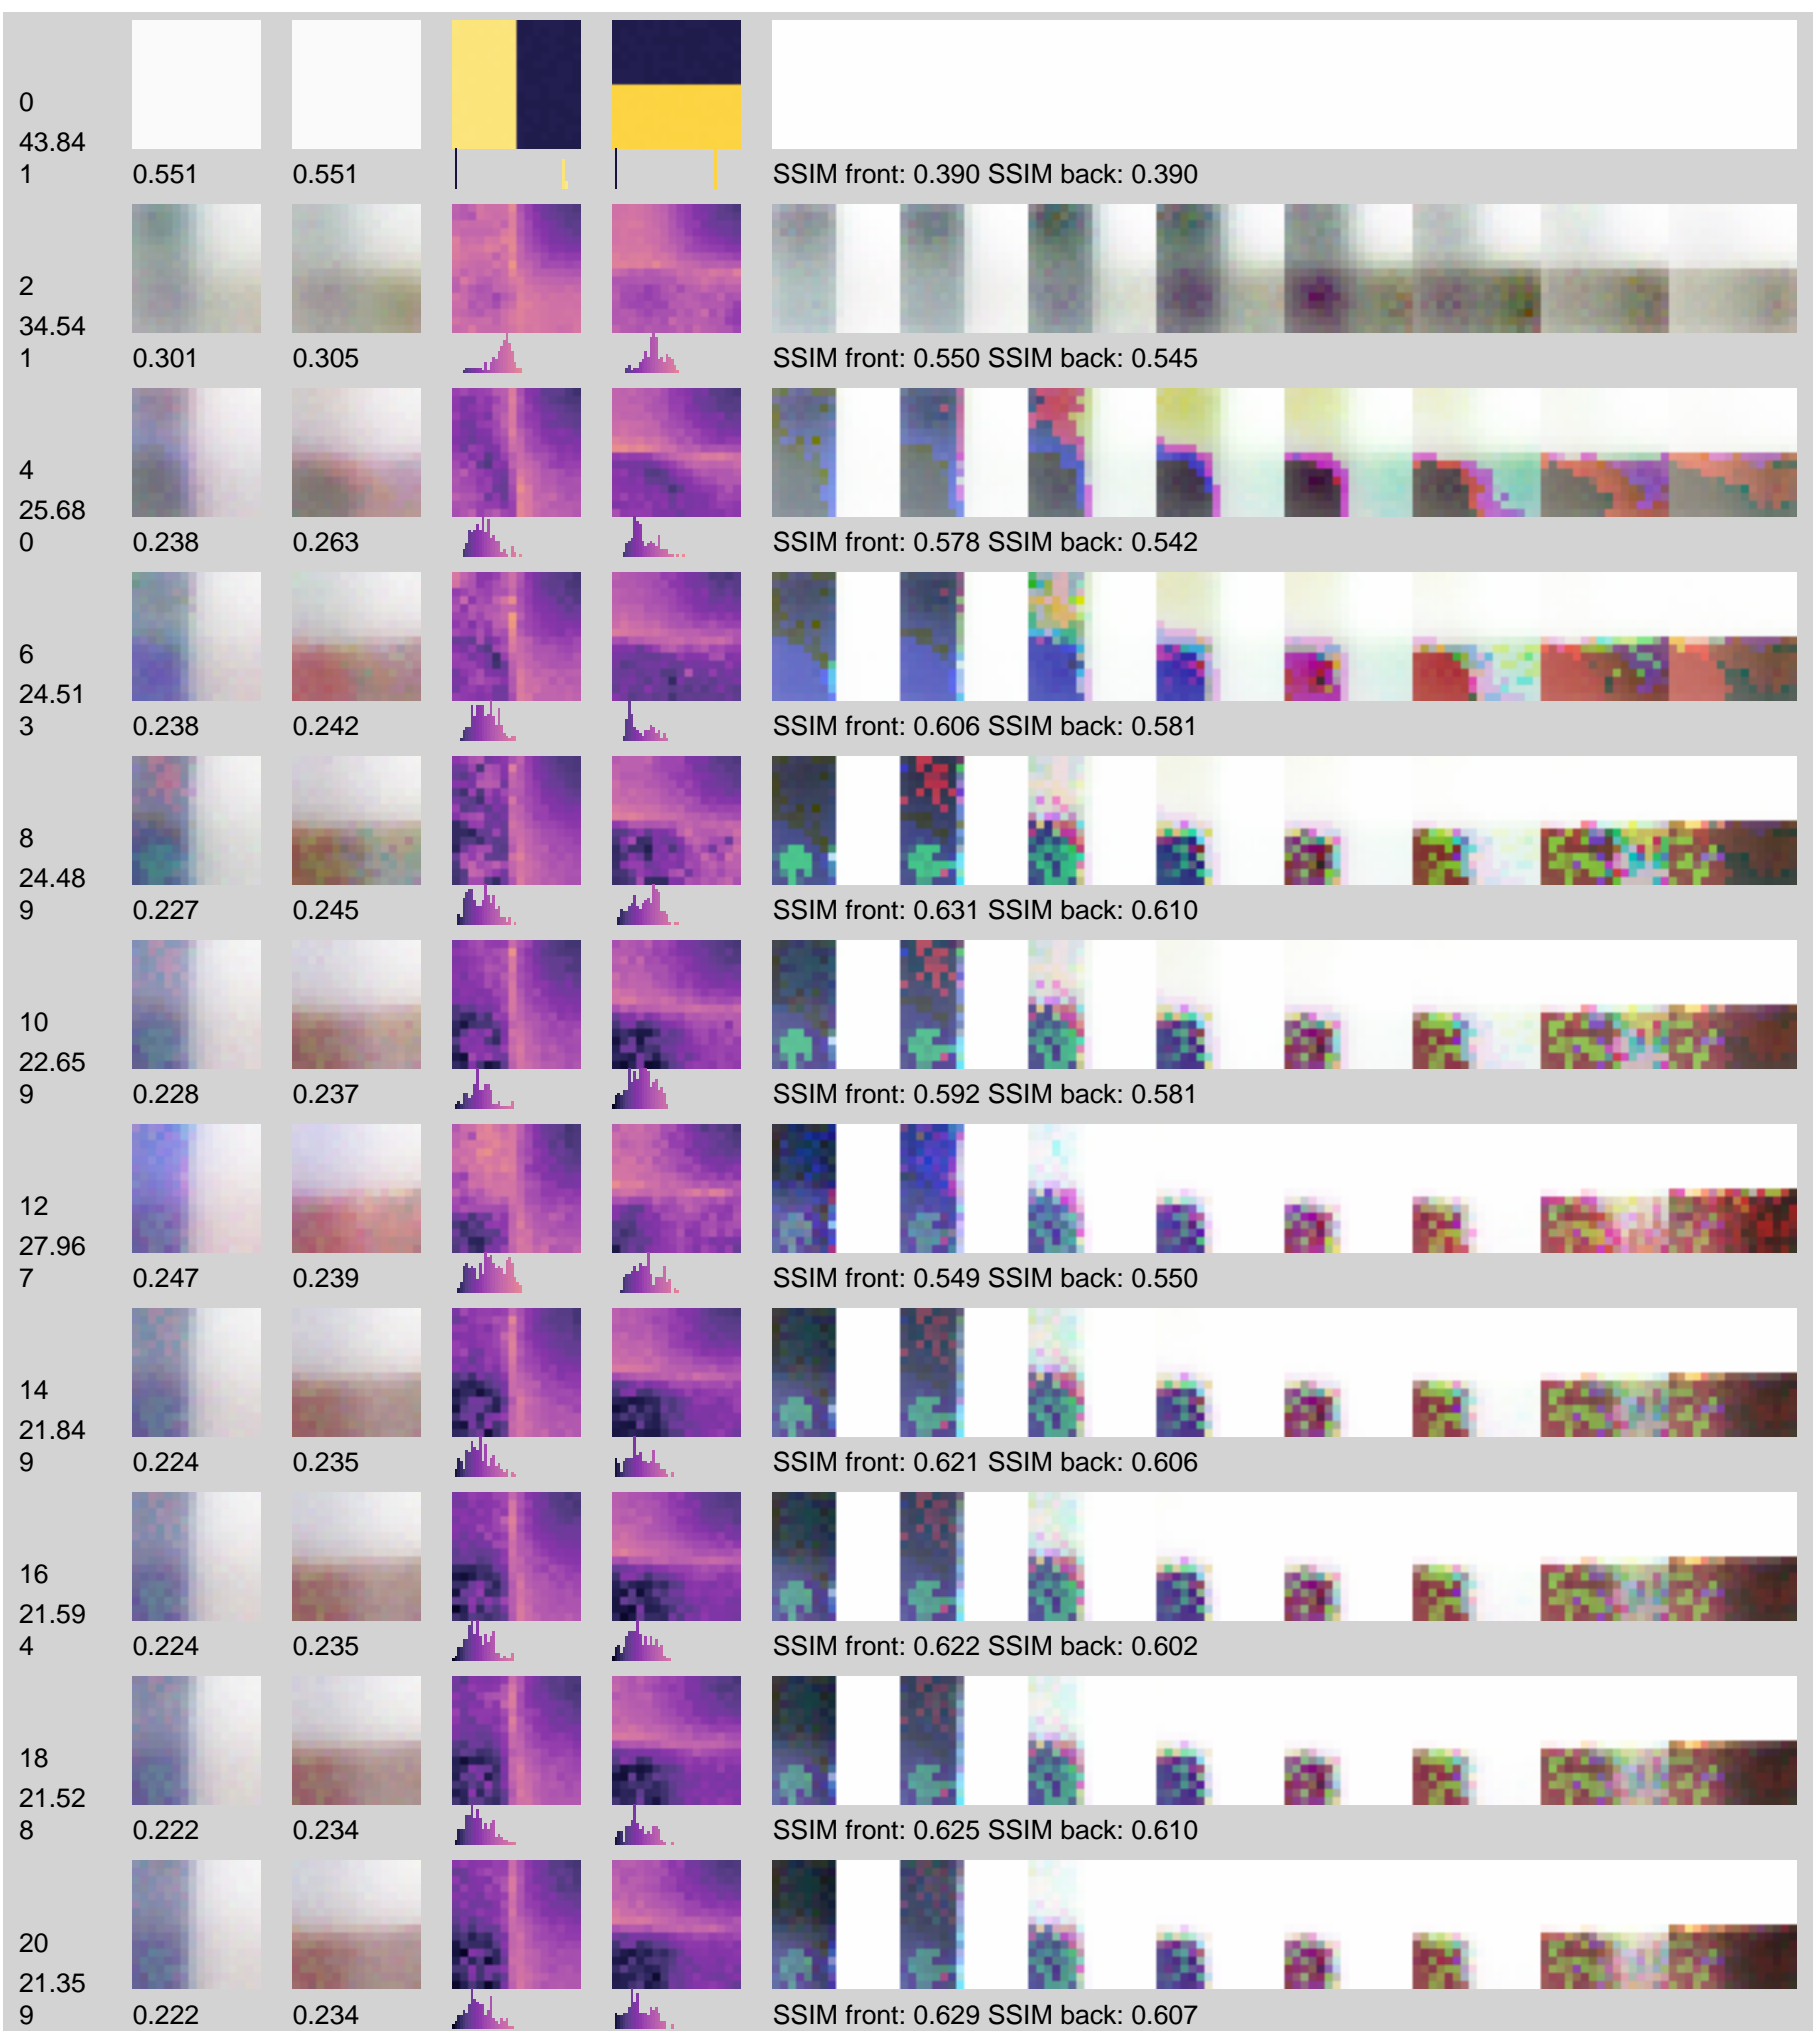 0
43.84
1 0.551 0.551 SSIM front: 0.390 SSIM back: 0.390
2
34.54
1 0.301 0.305 SSIM front: 0.550 SSIM back: 0.545
4
25.68
0 0.238 0.263 SSIM front: 0.578 SSIM back: 0.542
6
24.51
3 0.238 0.242 SSIM front: 0.606 SSIM back: 0.581
8
24.48
9 0.227 0.245 SSIM front: 0.631 SSIM back: 0.610
10
22.65
9 0.228 0.237 SSIM front: 0.592 SSIM back: 0.581
12
27.96
7 0.247 0.239 SSIM front: 0.549 SSIM back: 0.550
14
21.84
9 0.224 0.235 SSIM front: 0.621 SSIM back: 0.606
16
21.59
4 0.224 0.235 SSIM front: 0.622 SSIM back: 0.602
18
21.52
8 0.222 0.234 SSIM front: 0.625 SSIM back: 0.610
20
21.35
9 0.222 0.234 SSIM front: 0.629 SSIM back: 0.607